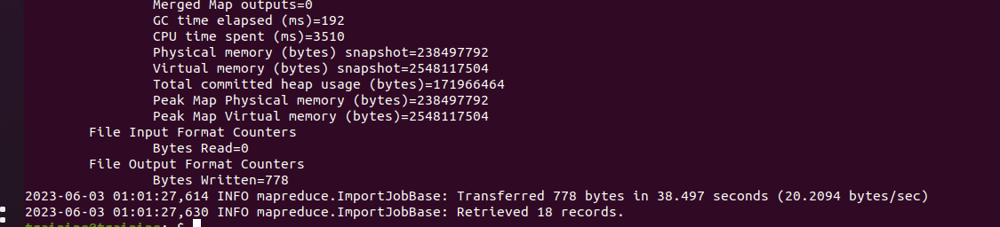 Merged Map outputs=0
GC time elapsed (ms)=192
CPU time spent (ms)=3510
Physical memory (bytes) snapshot=238497792
Virtual memory (bytes) snapshot=2548117504
Total committed heap usage (bytes)=171966464
Peak Map Physical memory (bytes)=238497792
Peak Map Virtual memory (bytes)=2548117504
File Input Format Counters
Bytes Read=0
File Output Format Counters
Bytes Written=778
2023-06-03 01:01:27,614 INFO mapreduce.ImportJobBase: Transferred 778 bytes in 38.497 seconds (20.2094 bytes/sec)
2023-06-03 01:01:27,630 INFO mapreduce.ImportJobBase: Retrieved 18 records.